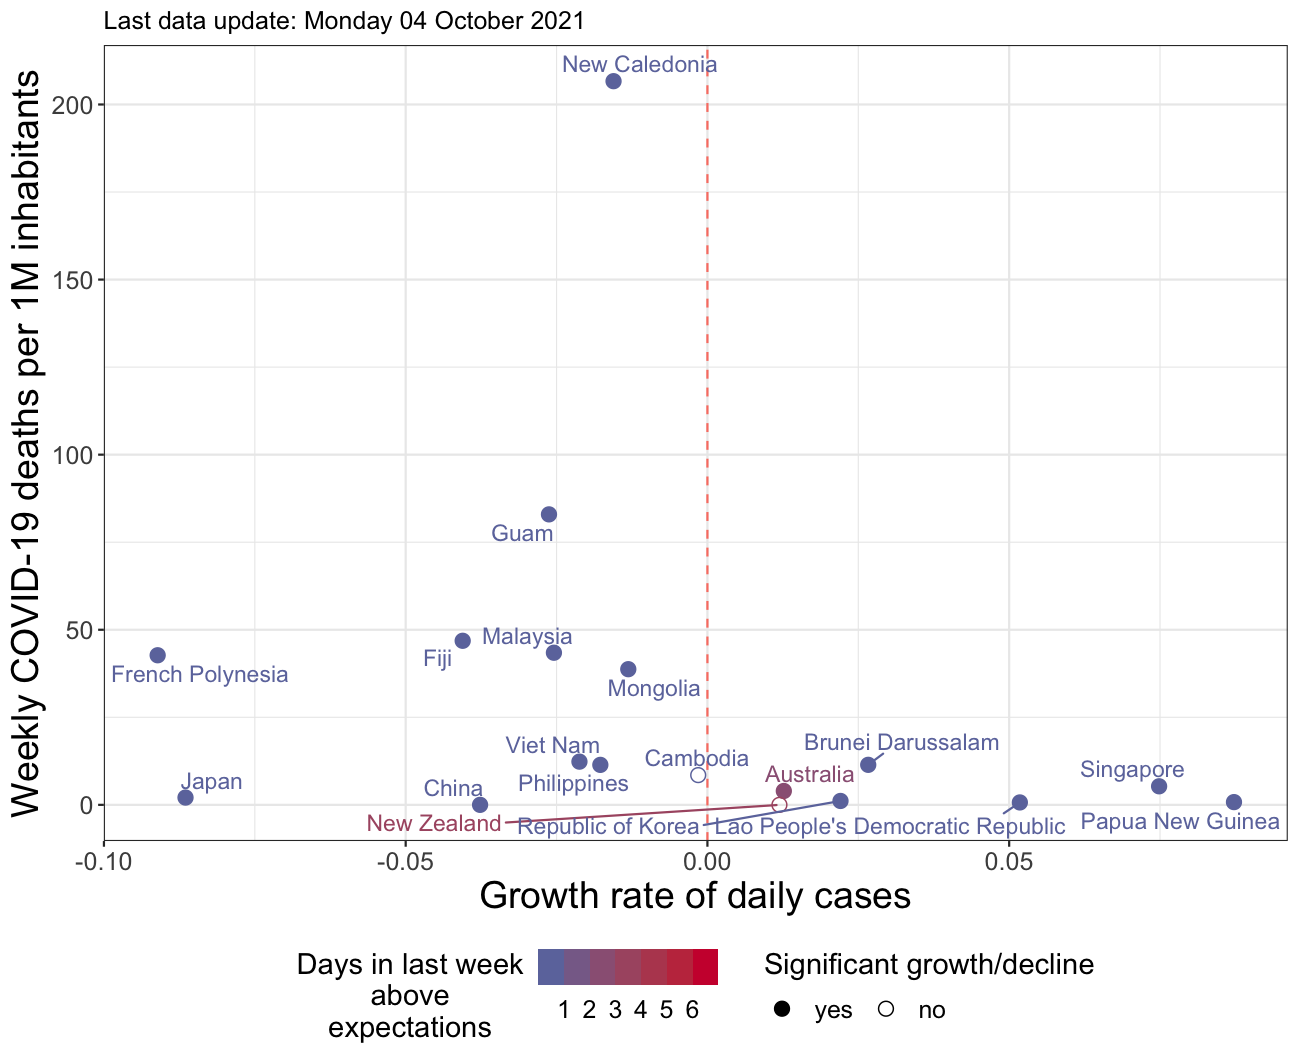 Last data update: Monday 04 October 2021
New Caledonia
200
150
100
Guam
50
Malaysia
Fiji
French Polynesia
Mongolia
Viet Nam
Brunei Darussalam
Cambodia
Singapore
Australia
Japan
Philippines
China
0
New Zealand
Republic of Korea
Lao People's Democratic Republic
Papua New Guinea
Weekly COVID-19 deaths per 1M inhabitants
-0.10 -0.05 0.00 0.05
Growth rate of daily cases
Days in last week
above
expectations
1 2 3 4 5 6
Significant growth/decline
yes no